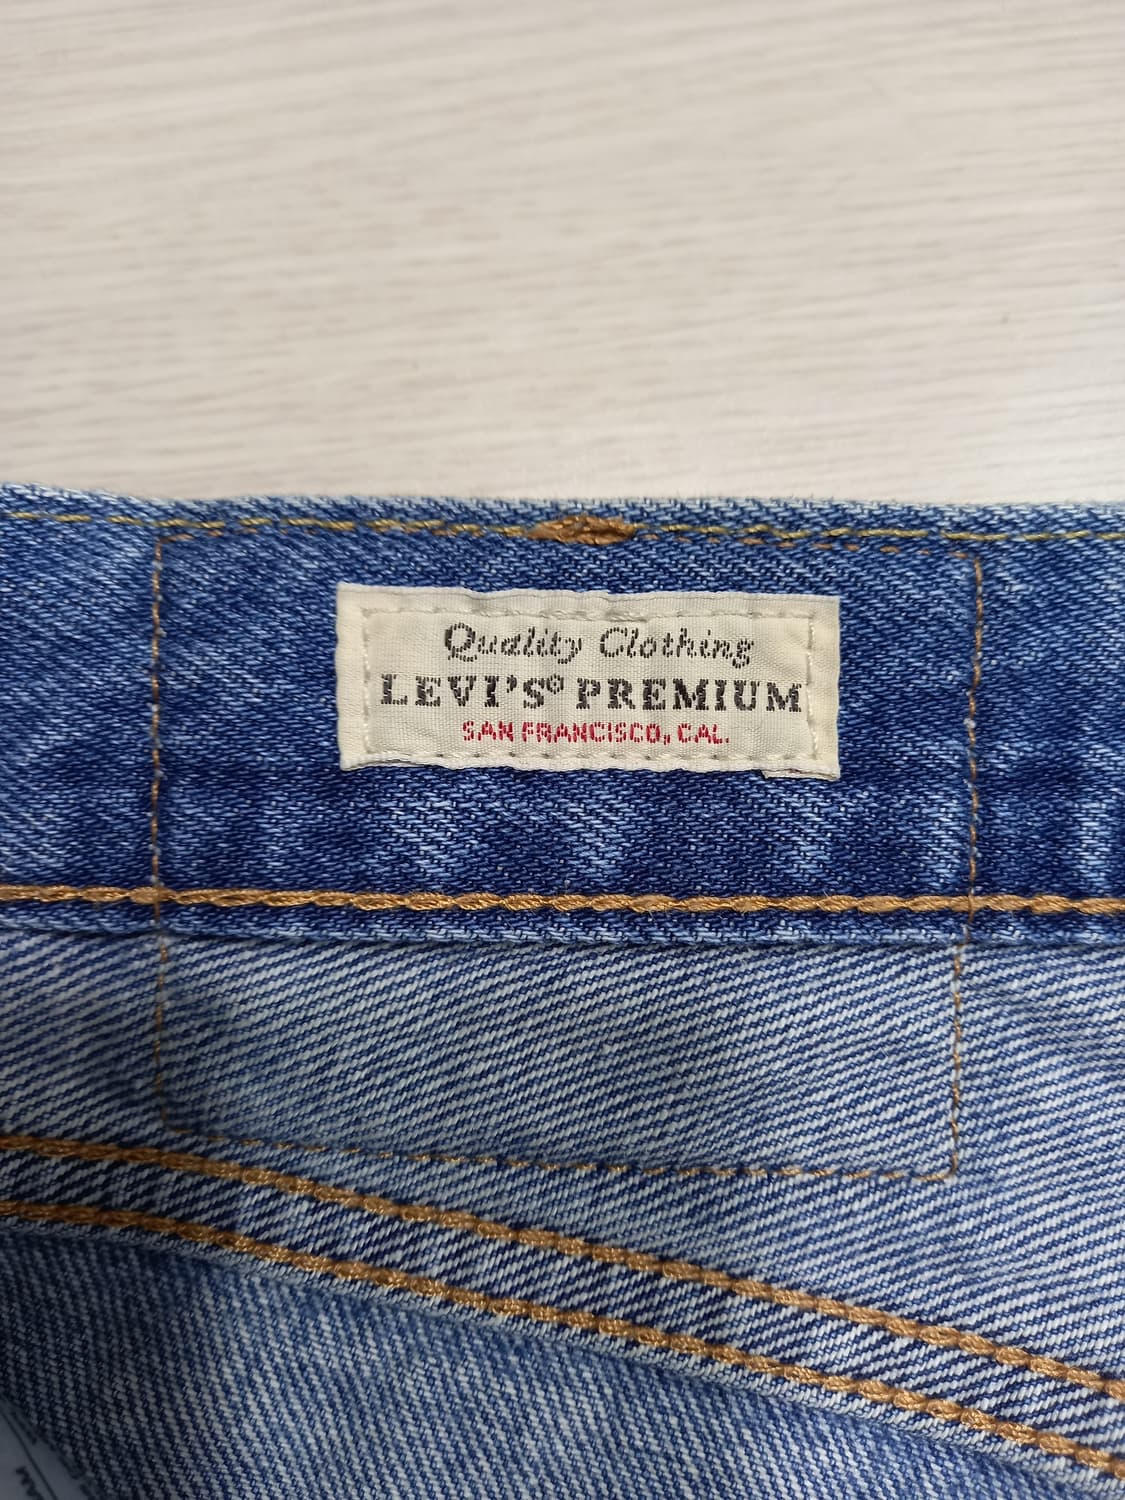 Quality Clothing
LEVI'S® PREMIUM
SAN FRANCISCO, CAL.